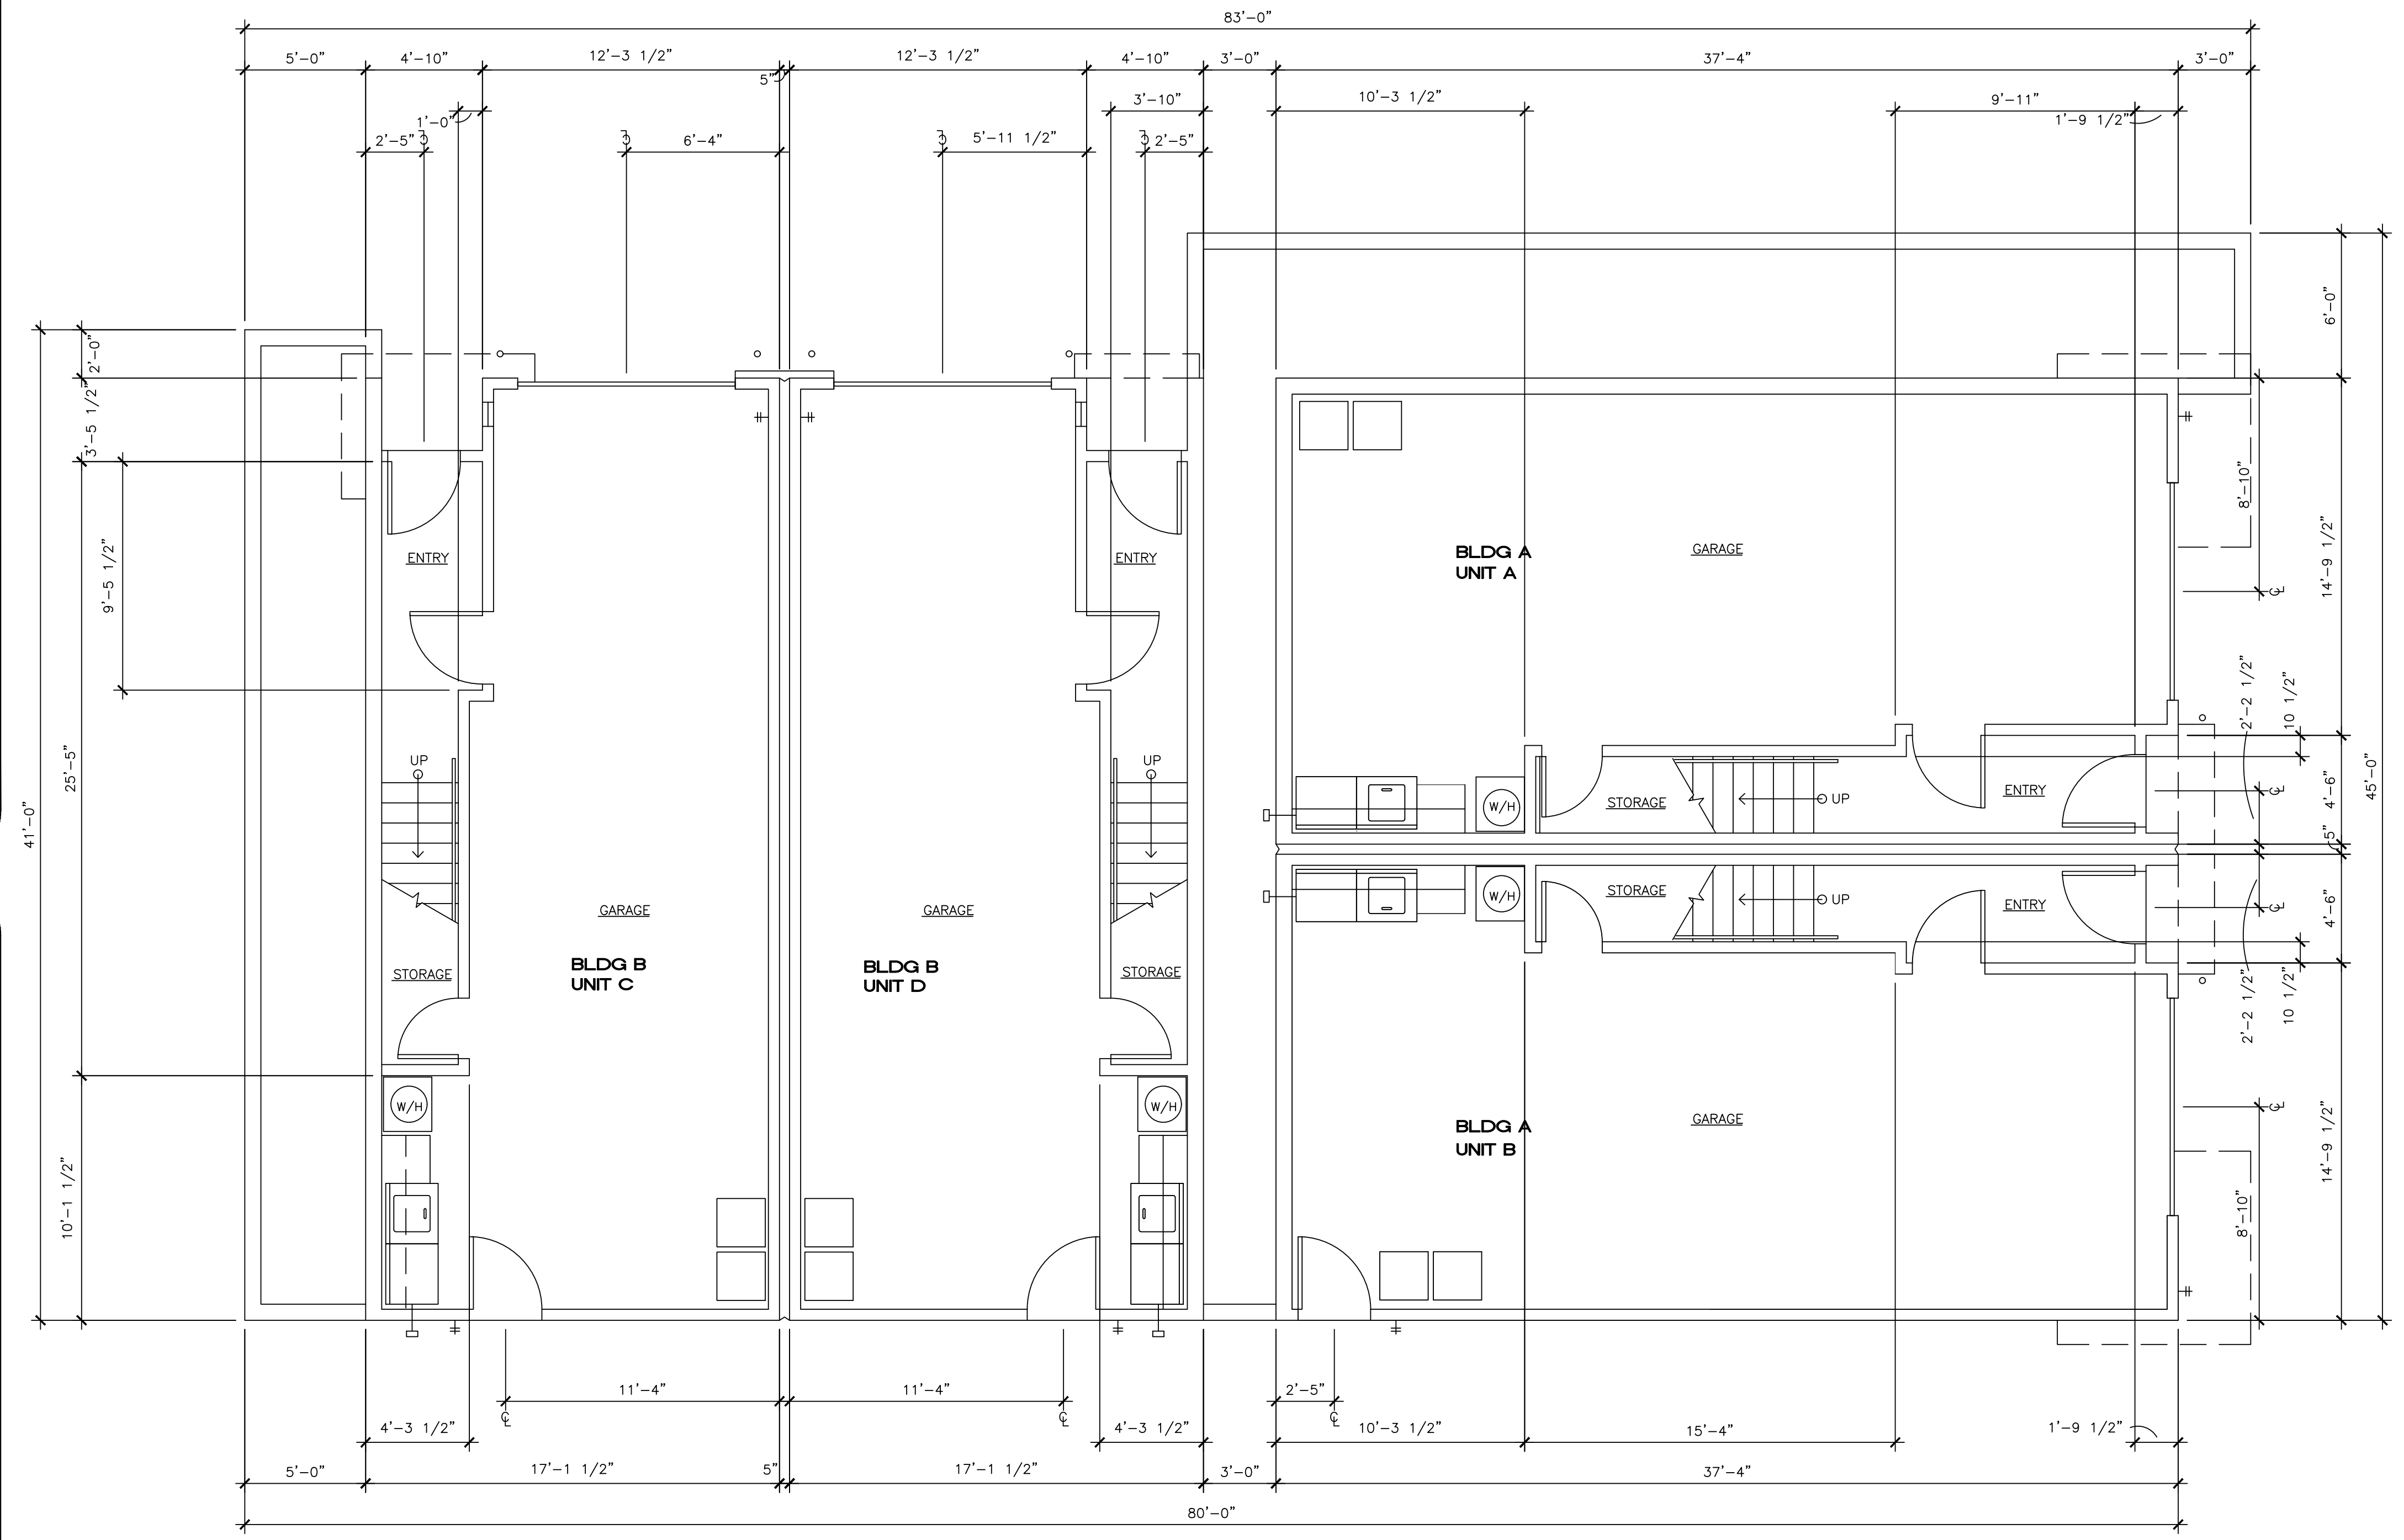 83'-0"
5'-0"
4'-10"
12'-3 1/2"
5"
12'-3 1/2"
4'-10"
3'-0"
37'-4"
3'-0"
1'-0"
3'-10"
10'-3 1/2"
9'-11"
1'-9 1/2"
2'-5"
6'-4"
5'-11 1/2"
2'-5"
41'-0"
2'-0"
3'-5 1/2"
25'-5"
9'-5 1/2"
10'-1 1/2"
ENTRY
UP
GARAGE
BLDG B
UNIT C
STORAGE
W/H
ENTRY
UP
GARAGE
BLDG B
UNIT D
STORAGE
W/H
BLDG A
UNIT A
GARAGE
W/H
STORAGE
UP
ENTRY
W/H
STORAGE
UP
ENTRY
BLDG A
UNIT B
GARAGE
6'-0"
8'-10"
14'-9 1/2"
2'-2 1/2"
10 1/2"
4'-6"
5"
45'-0"
4'-6"
2'-2 1/2"
10 1/2"
14'-9 1/2"
8'-10"
11'-4"
11'-4"
2'-5"
4'-3 1/2"
4'-3 1/2"
10'-3 1/2"
15'-4"
1'-9 1/2"
5'-0"
17'-1 1/2"
5"
17'-1 1/2"
3'-0"
37'-4"
80'-0"